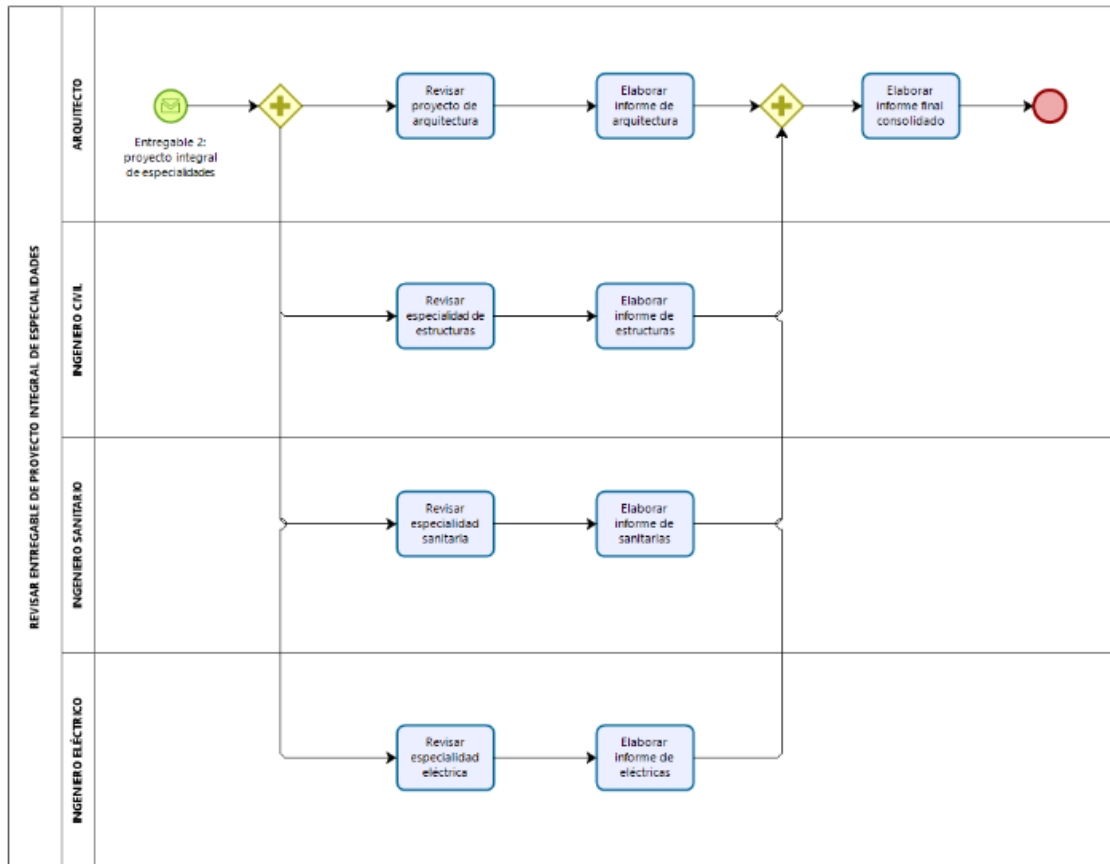 REVISAR ENTREGABLE DE PROYECTO INTEGRAL DE ESPECIALIDADES
ARQUITECTO
Entregable 2:
proyecto integral
de especialidades
Revisar
proyecto de
arquitectura
Elaborar
informe de
arquitectura
Elaborar
informe final
consolidado
INGENIERO CIVIL
Revisar
especialidad de
estructuras
Elaborar
informe de
estructuras
INGENIERO SANITARIO
Revisar
especialidad
sanitaria
Elaborar
informe de
sanitarias
INGENIERO ELÉCTRICO
Revisar
especialidad
eléctrica
Elaborar
informe de
eléctricas